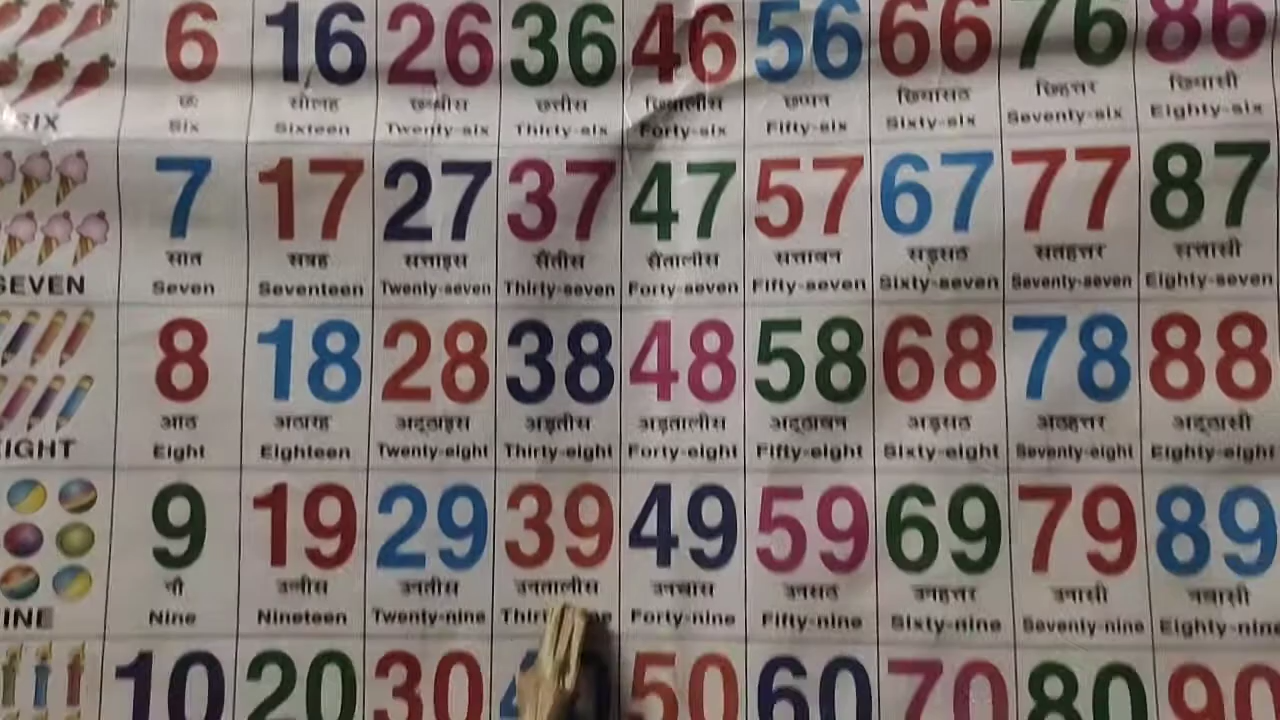 6 16 26 36 46 56 66 76 86
छः सोलह छब्बीस छत्तीस छियालीस छप्पन छियासठ छिहत्तर छियासी
SIX Six Sixteen Twenty-six Thirty-six Forty-six Fifty-six Sixty-six Seventy-six Eighty-six
7 17 27 37 47 57 67 77 87
सात सत्रह सत्ताइस सैंतीस सैंतालीस सत्तावन सड़सठ सतहत्तर सत्तासी
SEVEN Seven Seventeen Twenty-seven Thirty-seven Forty-seven Fifty-seven Sixty-seven Seventy-seven Eighty-seven
8 18 28 38 48 58 68 78 88
आठ अठारह अट्ठाइस अड़तीस अड़तालीस अट्ठावन अड़सठ अठहत्तर अट्ठासी
IGHT Eight Eighteen Twenty-eight Thirty-eight Forty-eight Fifty-eight Sixty-eight Seventy-eight Eighty-eight
9 19 29 39 49 59 69 79 89
नौ उन्नीस उनतीस उनतालीस उनचास उनसठ उनहत्तर उनासी नवासी
INE Nine Nineteen Twenty-nine Forty-nine Fifty-nine Sixty-nine Seventy-nine Eighty-nine
10 20 30 50 60 70 80 90